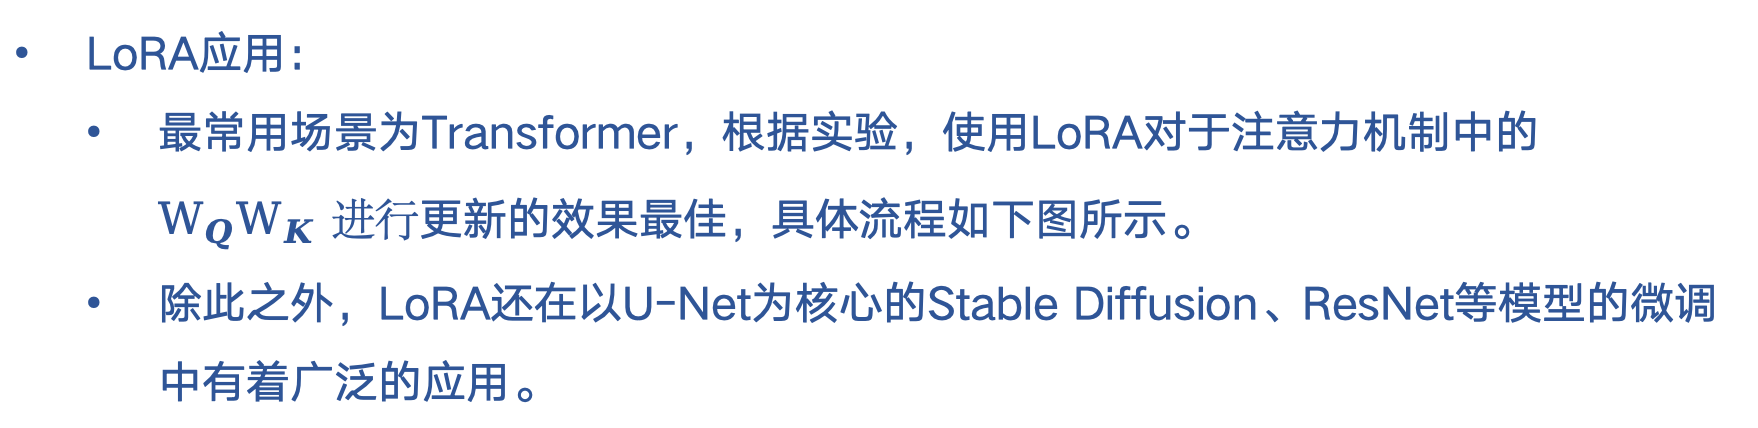 • LoRA应用：
• 最常用场景为Transformer，根据实验，使用LoRA对于注意力机制中的
W_Q W_K 进行更新的效果最佳，具体流程如下图所示。
• 除此之外，LoRA还在以U-Net为核心的Stable Diffusion、ResNet等模型的微调
中有着广泛的应用。